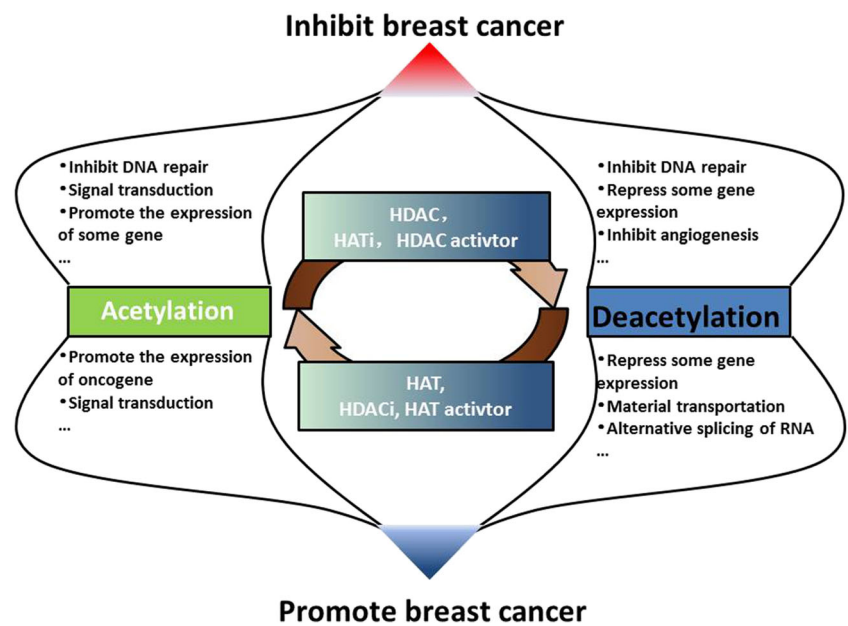 Inhibit breast cancer
•Inhibit DNA repair
•Signal transduction
•Promote the expression
of some gene
...
•Inhibit DNA repair
•Repress some gene
expression
•Inhibit angiogenesis
...
HDAC，
HATi， HDAC activtor
Acetylation
Deacetylation
•Promote the expression
of oncogene
•Signal transduction
...
HAT,
HDACi, HAT activtor
•Repress some gene
expression
•Material transportation
•Alternative splicing of RNA
...
Promote breast cancer